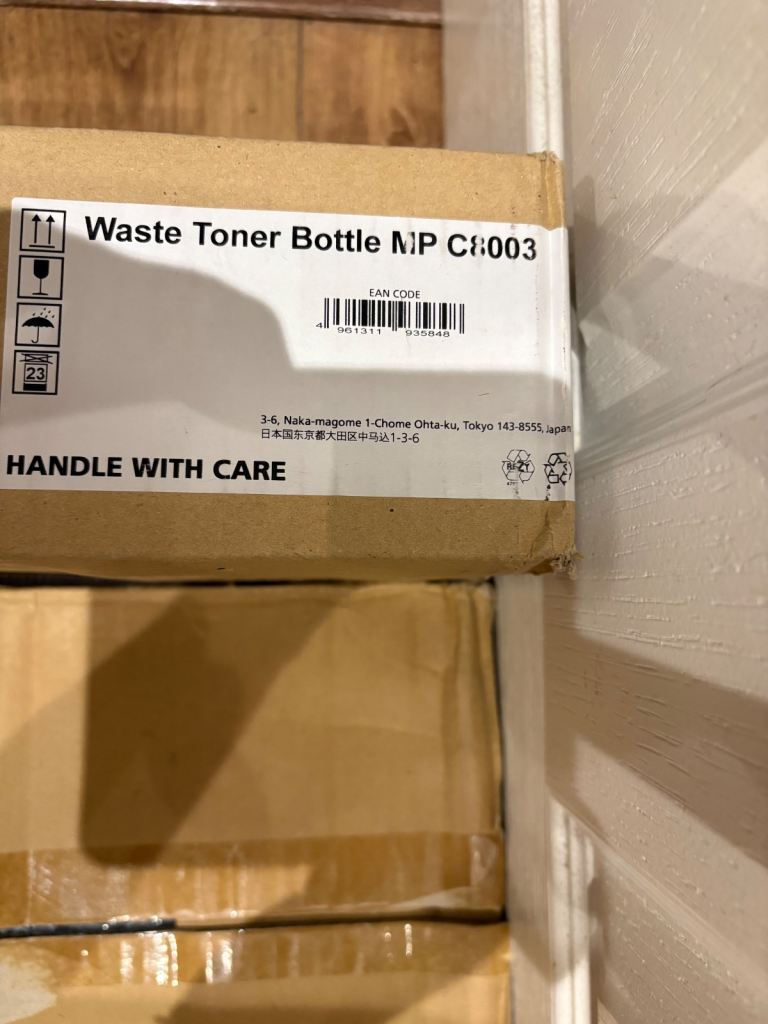 Waste Toner Bottle MP C8003
EAN CODE
4 961311 935848
23
3-6, Naka-magome 1-Chome Ohta-ku, Tokyo 143-8555, Japan
日本国东京都大田区中马込1-3-6
HANDLE WITH CARE
RESY